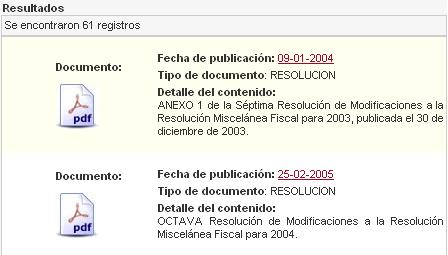 Resultados
Se encontraron 61 registros
Documento:
pdf
Fecha de publicación: 09-01-2004
Tipo de documento: RESOLUCION
Detalle del contenido:
ANEXO 1 de la Séptima Resolución de Modificaciones a la
Resolución Miscelánea Fiscal para 2003, publicada el 30 de
diciembre de 2003.
Documento:
pdf
Fecha de publicación: 25-02-2005
Tipo de documento: RESOLUCION
Detalle del contenido:
OCTAVA Resolución de Modificaciones a la Resolución
Miscelánea Fiscal para 2004.